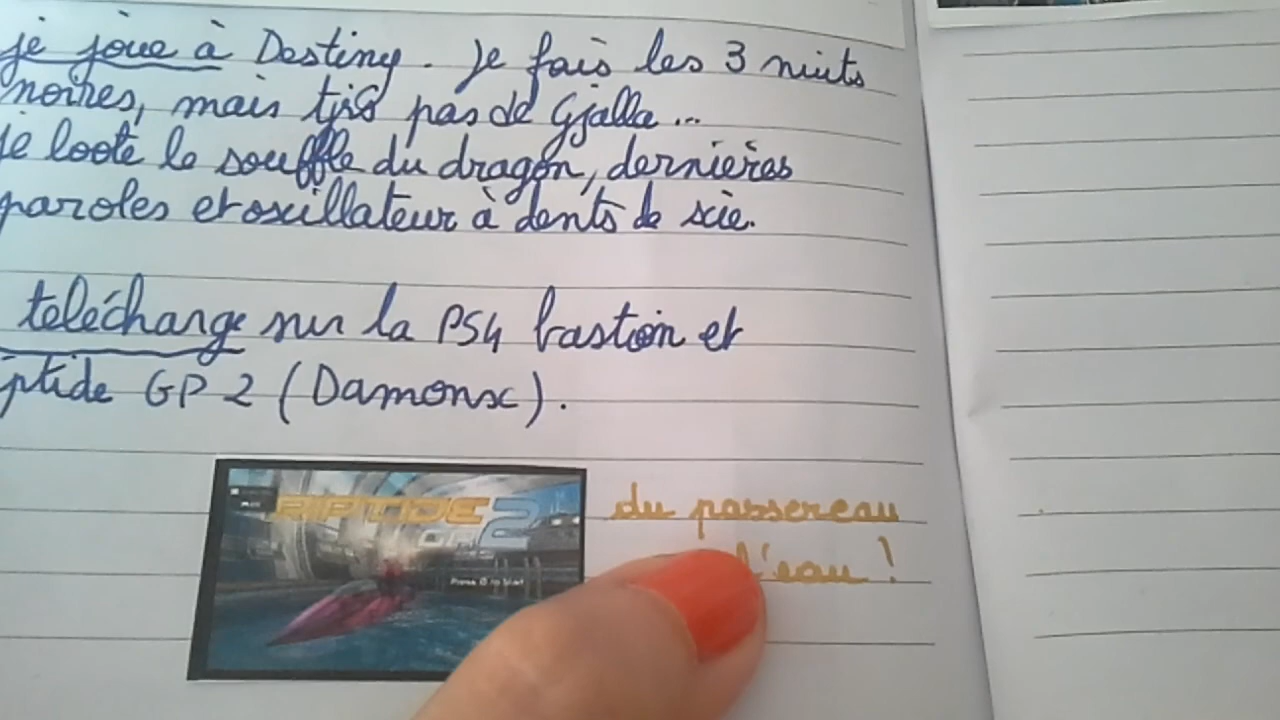 je joue à Destiny. Je fais les 3 nuits
noires, mais tjrs pas de Gjalla...
je loote le souffle du dragon, dernières
paroles et oscillateur à dents de scie.
télécharge sur la PS4 bastion et
ptide GP 2 (Damonx).
RIPTIDE
GP2
Press to Start
du passereau
l'eau !